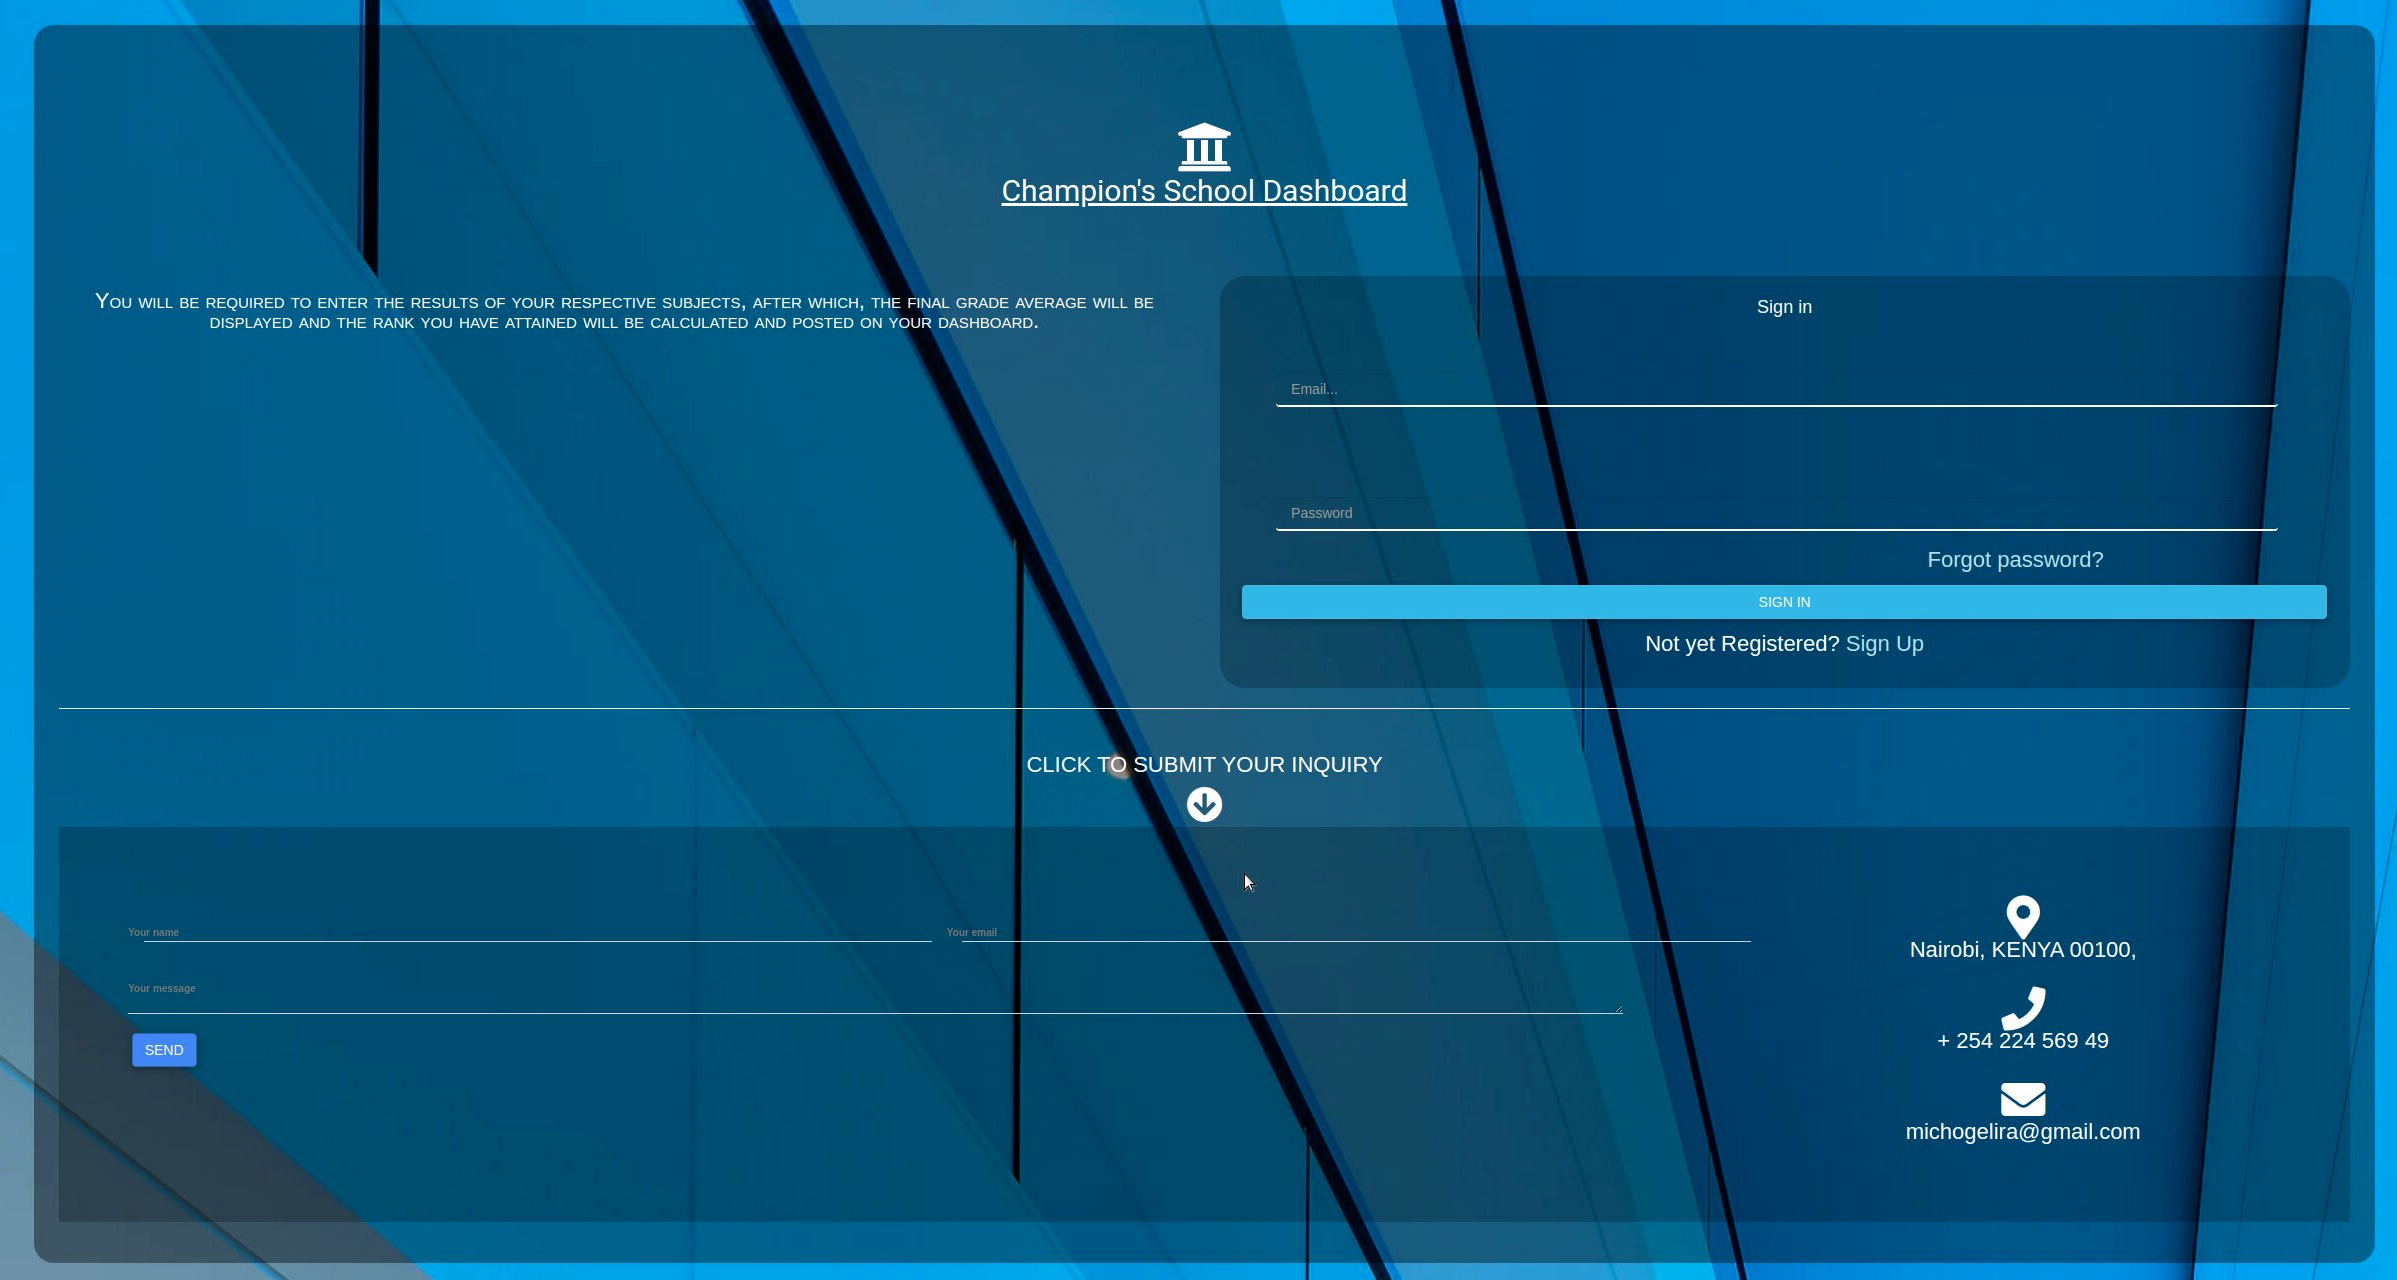 Champion's School Dashboard
You will be required to enter the results of your respective subjects, after which, the final grade average will be
displayed and the rank you have attained will be calculated and posted on your dashboard.
Sign in
Email...
Password
Forgot password?
SIGN IN
Not yet Registered? Sign Up
CLICK TO SUBMIT YOUR INQUIRY
Your name
Your email
Your message
SEND
Nairobi, KENYA 00100,
+ 254 224 569 49
michogelira@gmail.com